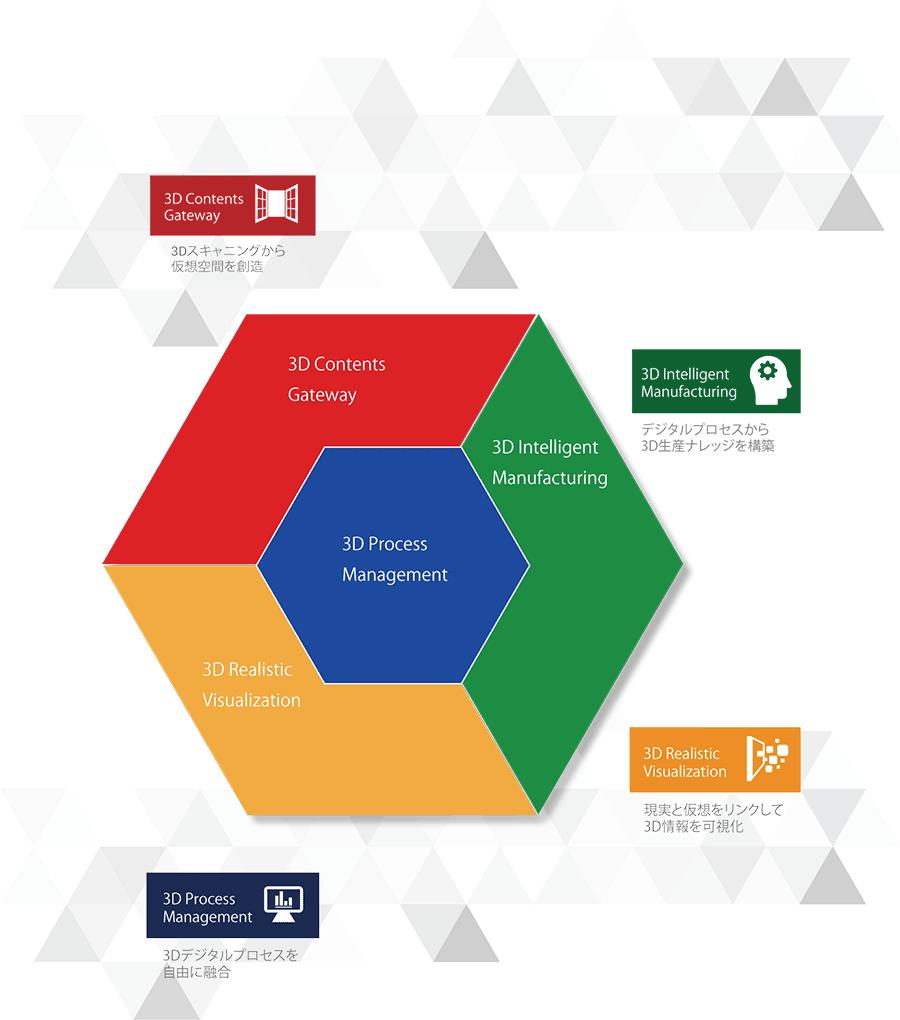 3D Contents
Gateway
3Dスキャニングから
仮想空間を創造
3D Contents
Gateway
3D Intelligent
Manufacturing
デジタルプロセスから
3D生産ナレッジを構築
3D Intelligent
Manufacturing
3D Process
Management
3D Realistic
Visualization
3D Realistic
Visualization
現実と仮想をリンクして
3D情報を可視化
3D Process
Management
3Dデジタルプロセスを
自由に融合